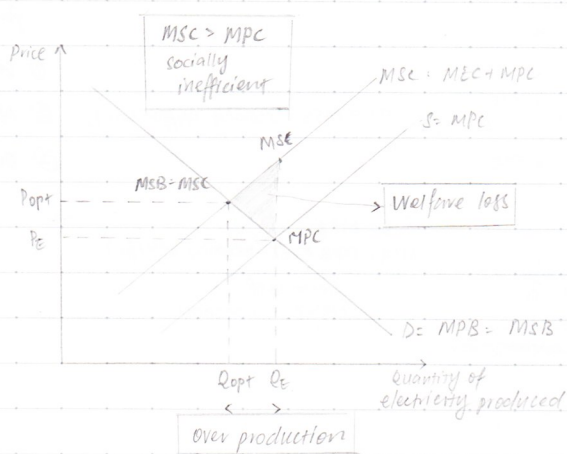 MSC > MPC
socially
inefficient
Price
MSC = MEC + MPC
S = MPC
MSC
MSB = MSC
Popt
Welfare loss
PE
MPC
D = MPB = MSB
Qopt QE
Quantity of
electricity produced
Over production